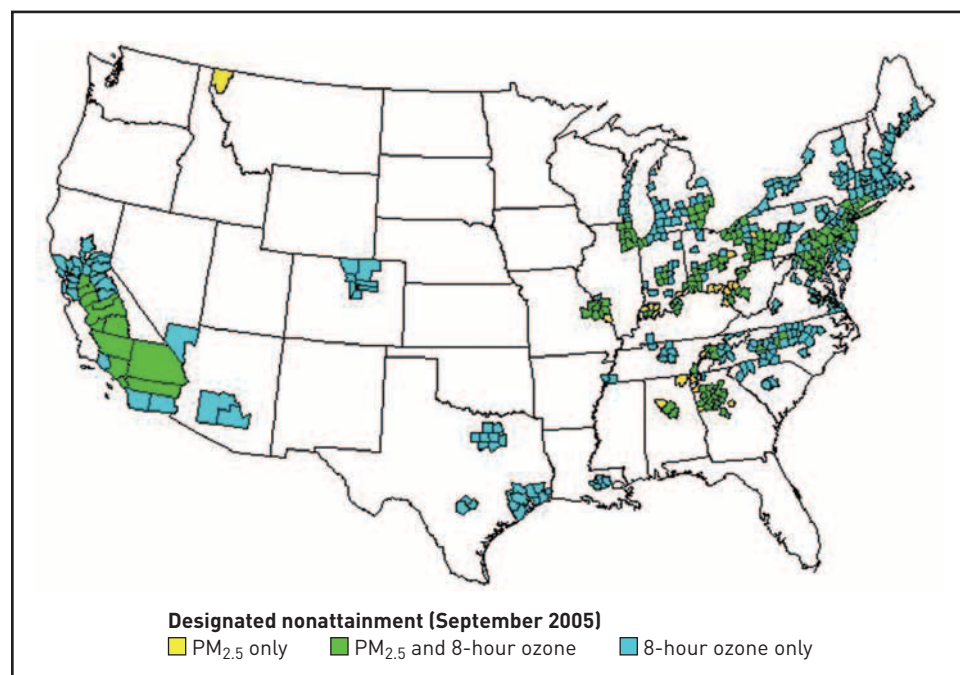 Designated nonattainment (September 2005)
PM2.5 only PM2.5 and 8-hour ozone 8-hour ozone only